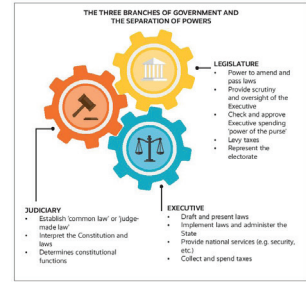 THE THREE BRANCHES OF GOVERNMENT AND
THE SEPARATION OF POWERS
LEGISLATURE
• Power to amend and
pass laws
• Provide scrutiny
and oversight of the
Executive
• Check and approve
Executive spending
'power of the purse'
• Levy taxes
• Represent the
electorate
JUDICIARY
• Establish 'common law' or 'judge-
made law'
• Interpret the Constitution and
laws
• Determines constitutional
functions
EXECUTIVE
• Draft and present laws
• Implement laws and administer the
State
• Provide national services (e.g. security,
etc.)
• Collect and spend taxes